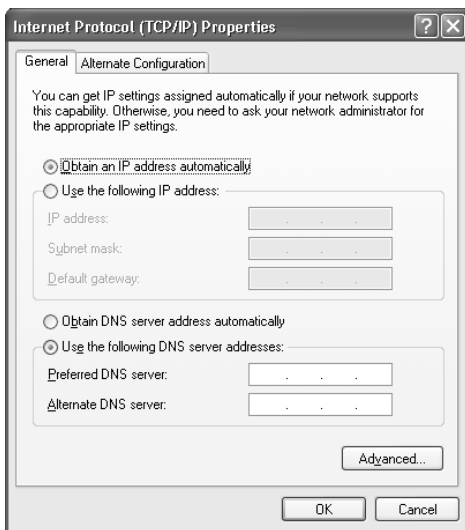 Internet Protocol (TCP/IP) Properties
General
Alternate Configuration
You can get IP settings assigned automatically if your network supports
this capability. Otherwise, you need to ask your network administrator for
the appropriate IP settings.
Obtain an IP address automatically
Use the following IP address:
IP address:
Subnet mask:
Default gateway:
Obtain DNS server address automatically
Use the following DNS server addresses:
Preferred DNS server:
Alternate DNS server:
Advanced...
OK
Cancel